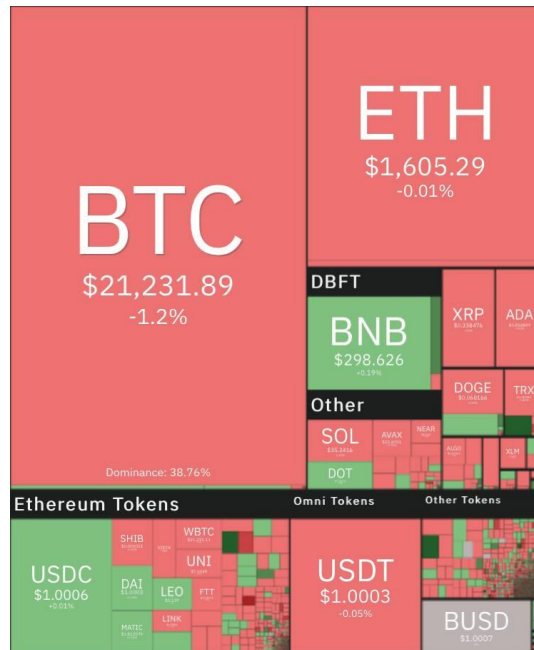 BTC
$21,231.89
-1.2%
Dominance: 38.76%
ETH
$1,605.29
-0.01%
DBFT
BNB
$298.626
+0.19%
XRP
ADA
DOGE
TRX
Other
SOL
AVAX
NEAR
DOT
XLM
Ethereum Tokens
USDC
$1.0006
+0.01%
SHIB
WBTC
UNI
DAI
LEO
FTT
MATIC
LINK
Omni Tokens
USDT
$1.0003
-0.05%
Other Tokens
BUSD
$1.0007